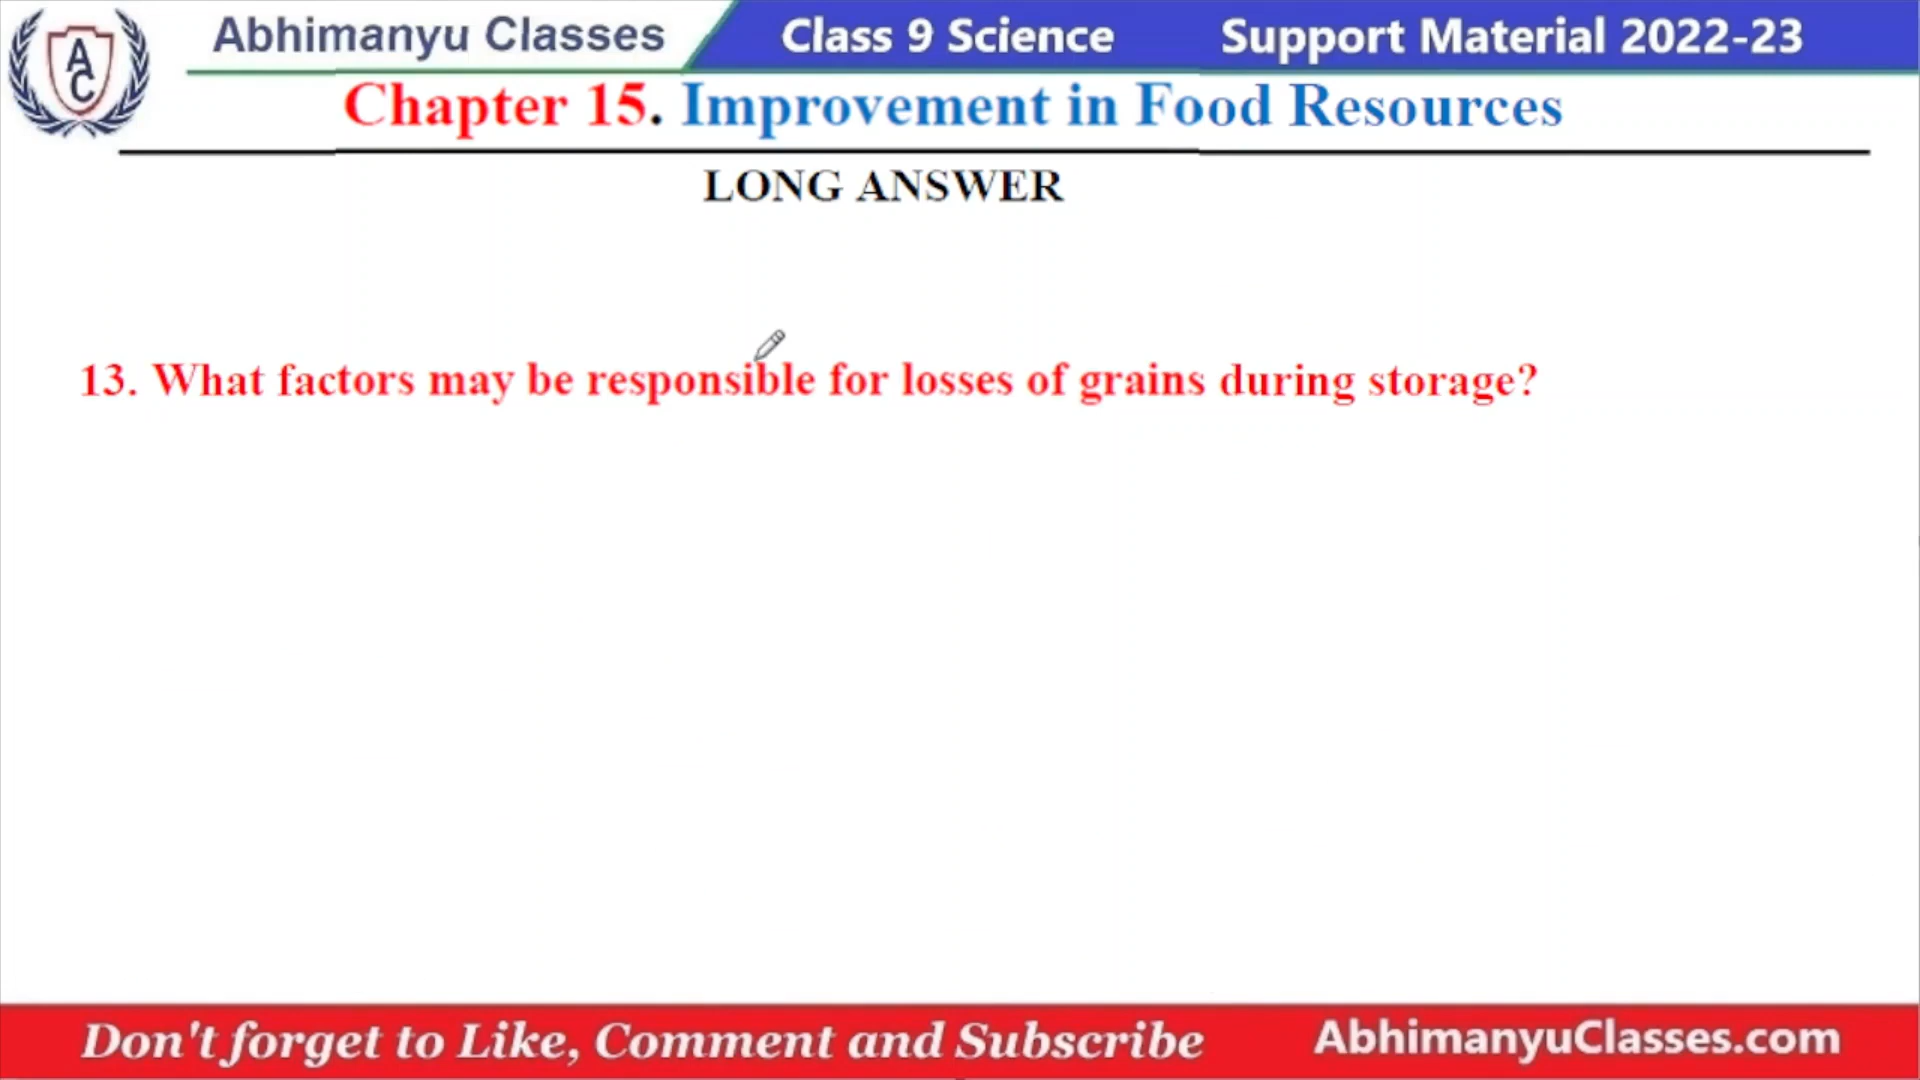 AC
Abhimanyu Classes Class 9 Science Support Material 2022-23
Chapter 15. Improvement in Food Resources
LONG ANSWER
13. What factors may be responsible for losses of grains during storage?
Don't forget to Like, Comment and Subscribe AbhimanyuClasses.com